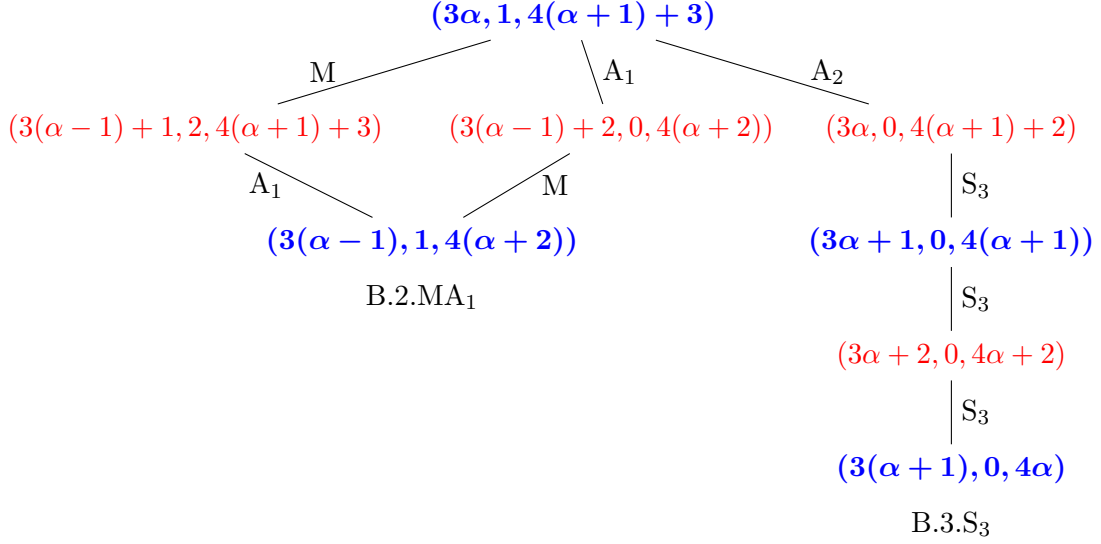 (3α, 1, 4(α + 1) + 3)
M
A₁
A₂
(3(α − 1) + 1, 2, 4(α + 1) + 3)
(3(α − 1) + 2, 0, 4(α + 2))
(3α, 0, 4(α + 1) + 2)
A₁
M
S₃
(3(α − 1), 1, 4(α + 2))
(3α + 1, 0, 4(α + 1))
B.2.MA₁
S₃
(3α + 2, 0, 4α + 2)
S₃
(3(α + 1), 0, 4α)
B.3.S₃